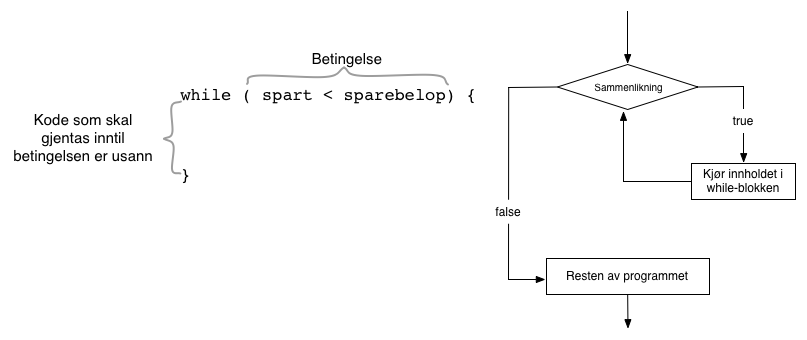 Betingelse
while ( spart < sparebelop) {
Kode som skal
gjentas inntil
betingelsen er usann
}
Sammenlikning
true
Kjør innholdet i
while-blokken
false
Resten av programmet